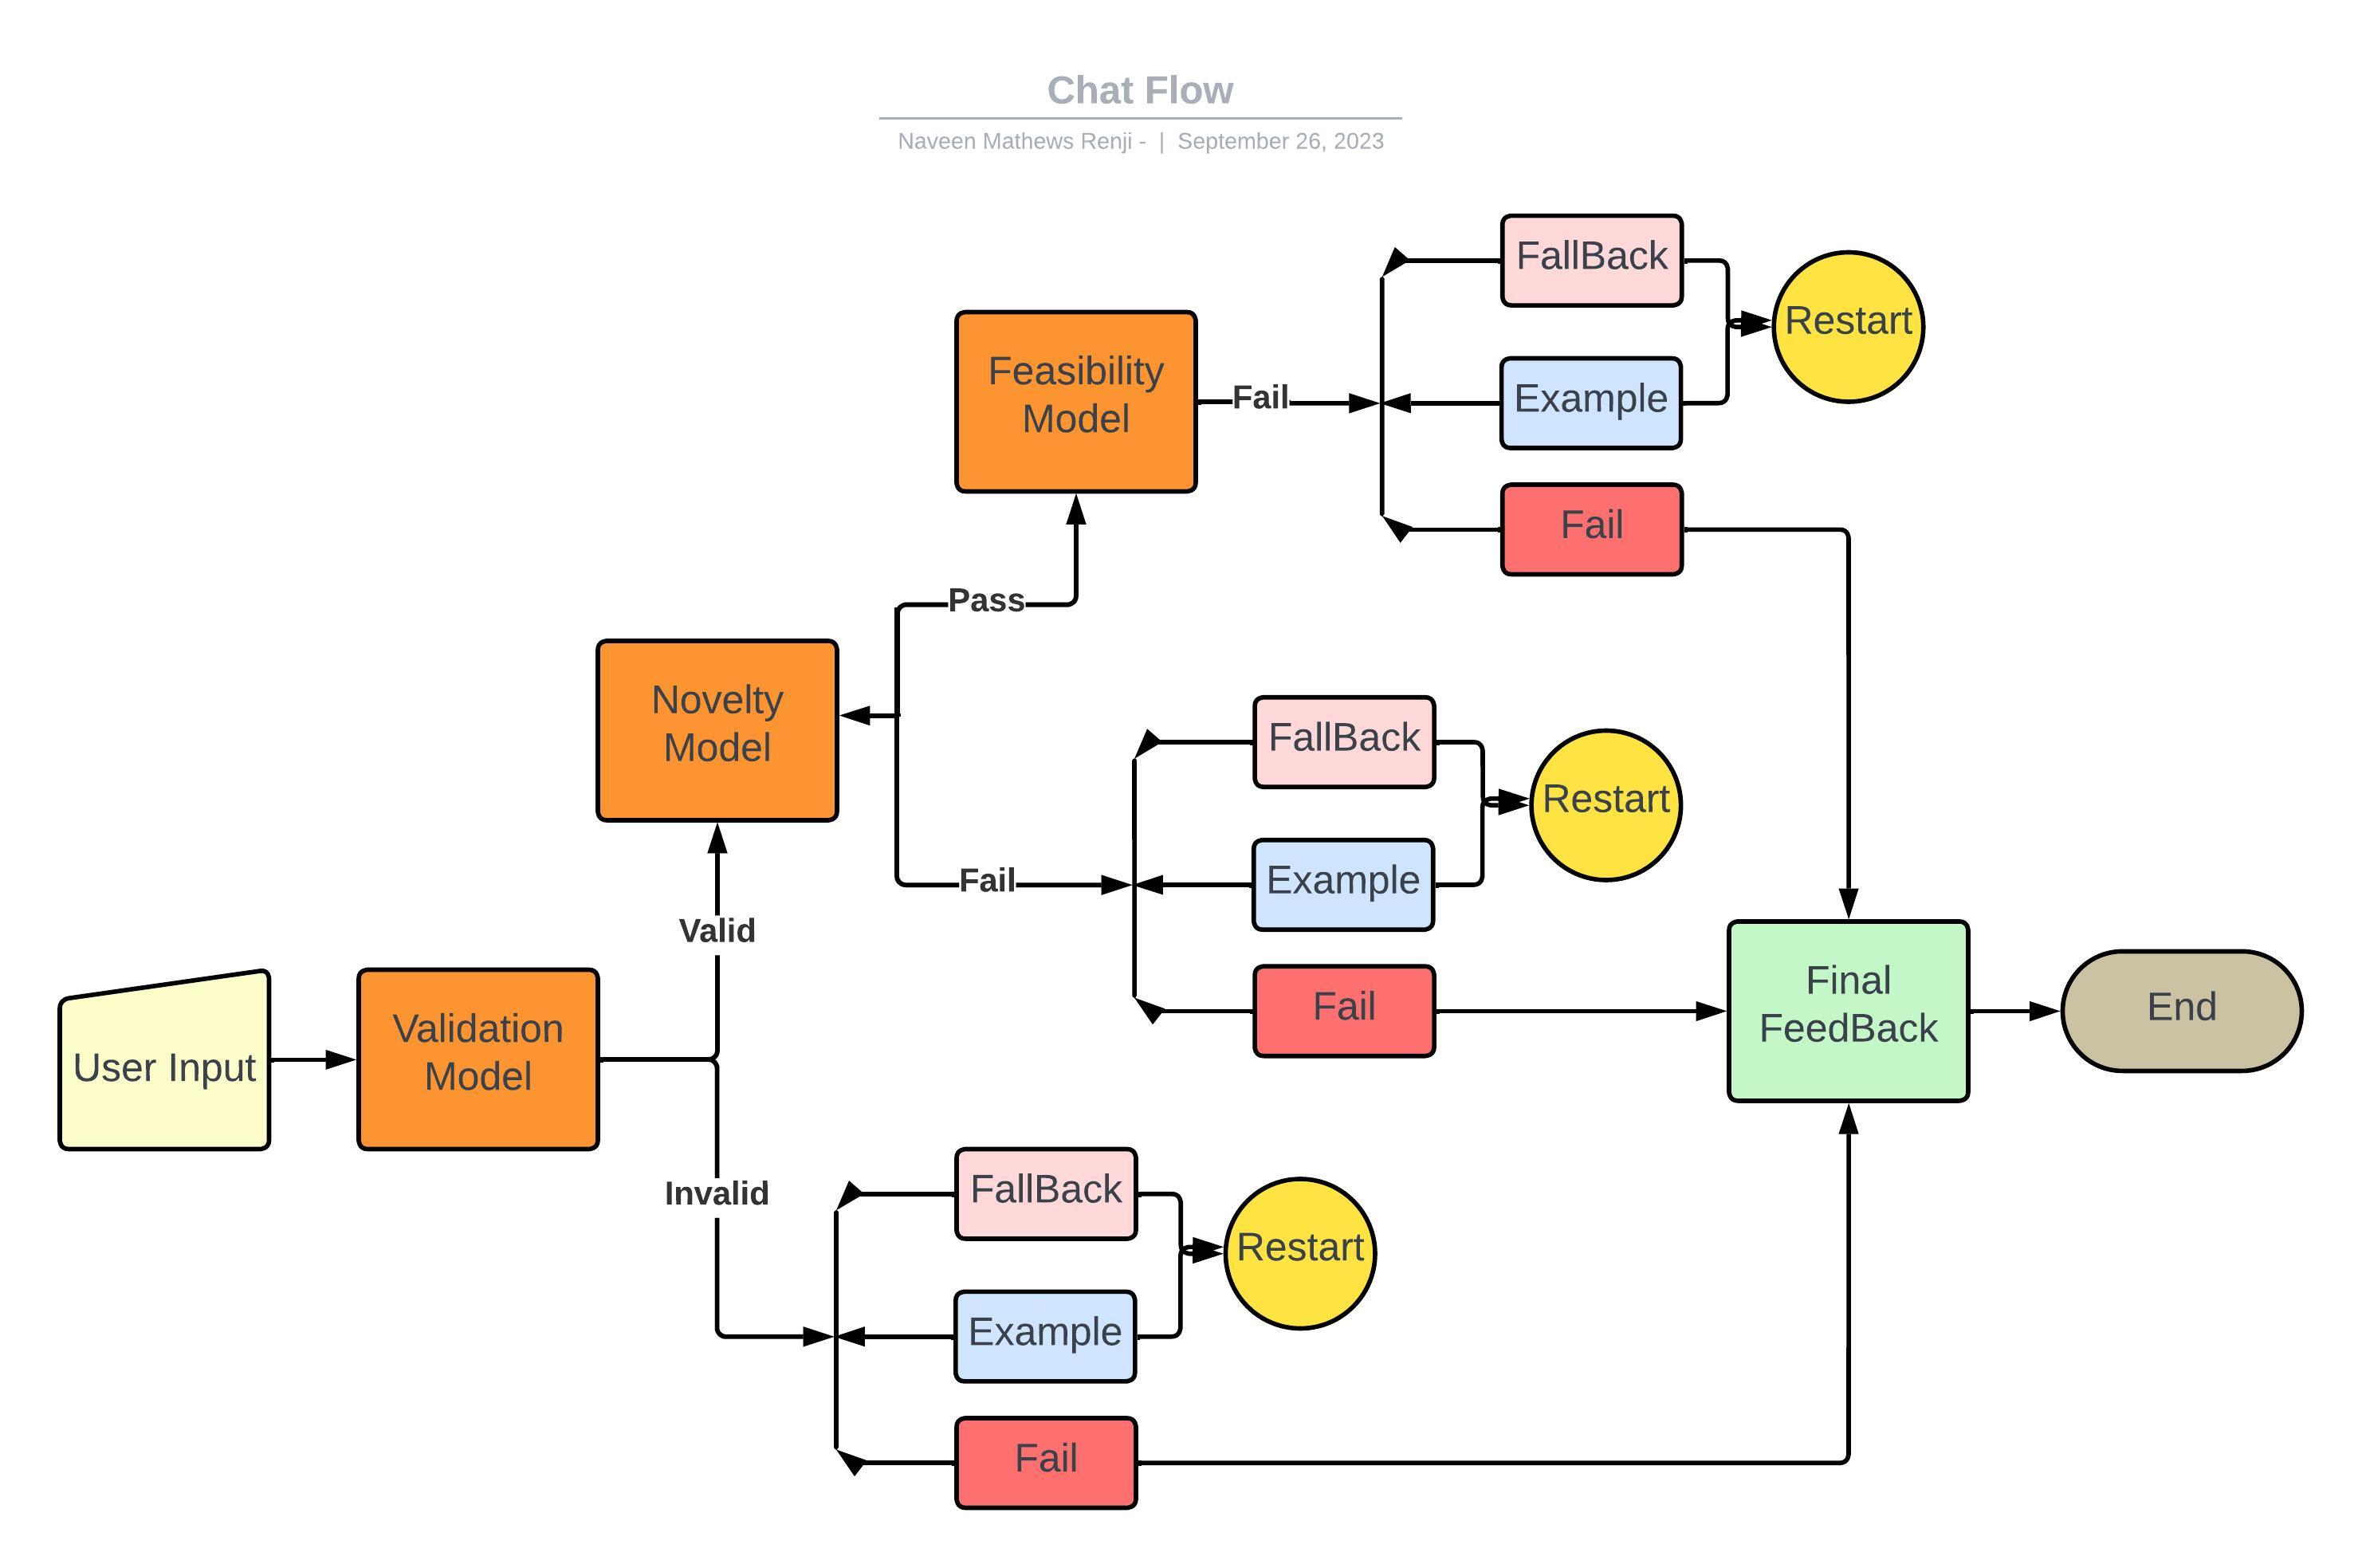 Chat Flow
Naveen Mathews Renji - | September 26, 2023
FallBack
Restart
Feasibility
Model
Fail
Example
Fail
Pass
Novelty
Model
FallBack
Restart
Fail
Example
Valid
Final
FeedBack
End
Fail
Validation
Model
User Input
Invalid
FallBack
Restart
Example
Fail